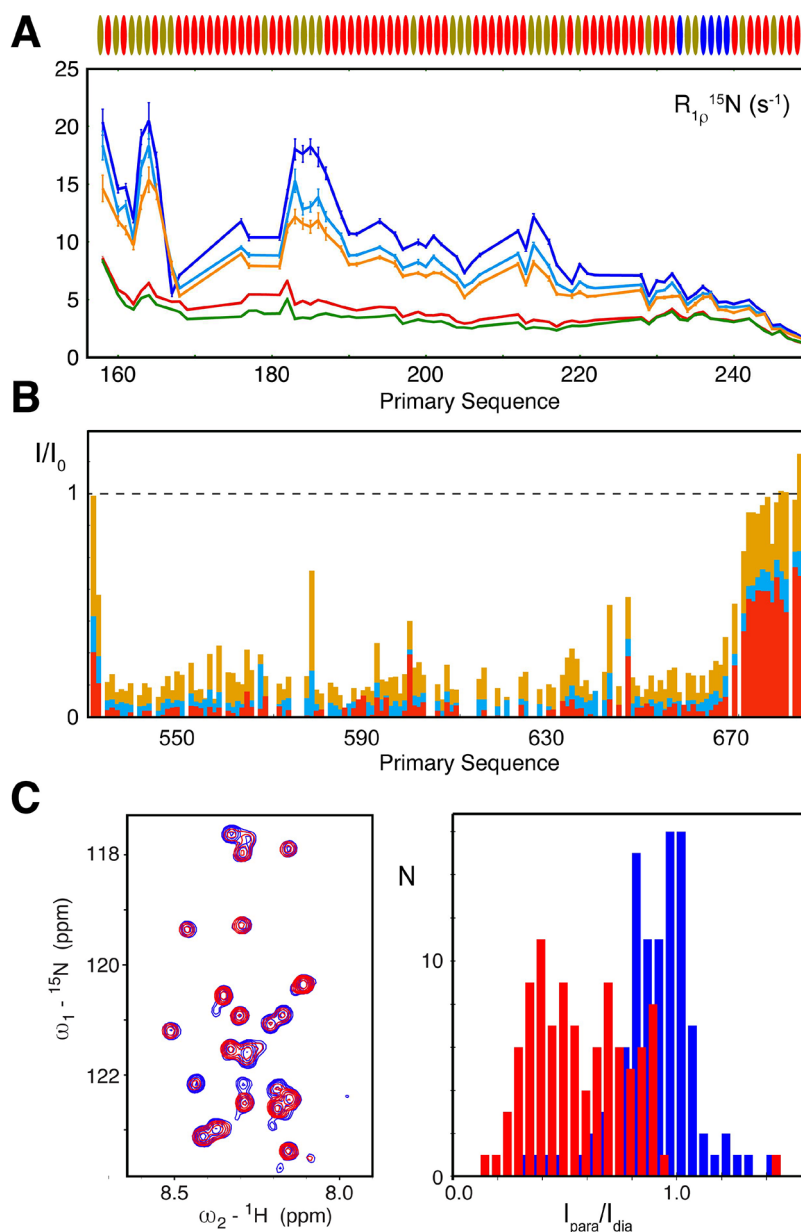 A
25
20
15
10
5
0
R1ρ 15N (s-1)
160 180 200 220 240
Primary Sequence
B
I/I0
1
0
550 590 630 670
Primary Sequence
C
118
120
122
ω1 - 15N (ppm)
8.5 8.0
ω2 - 1H (ppm)
N
10
0
0.0 1.0
Ipara/Idia